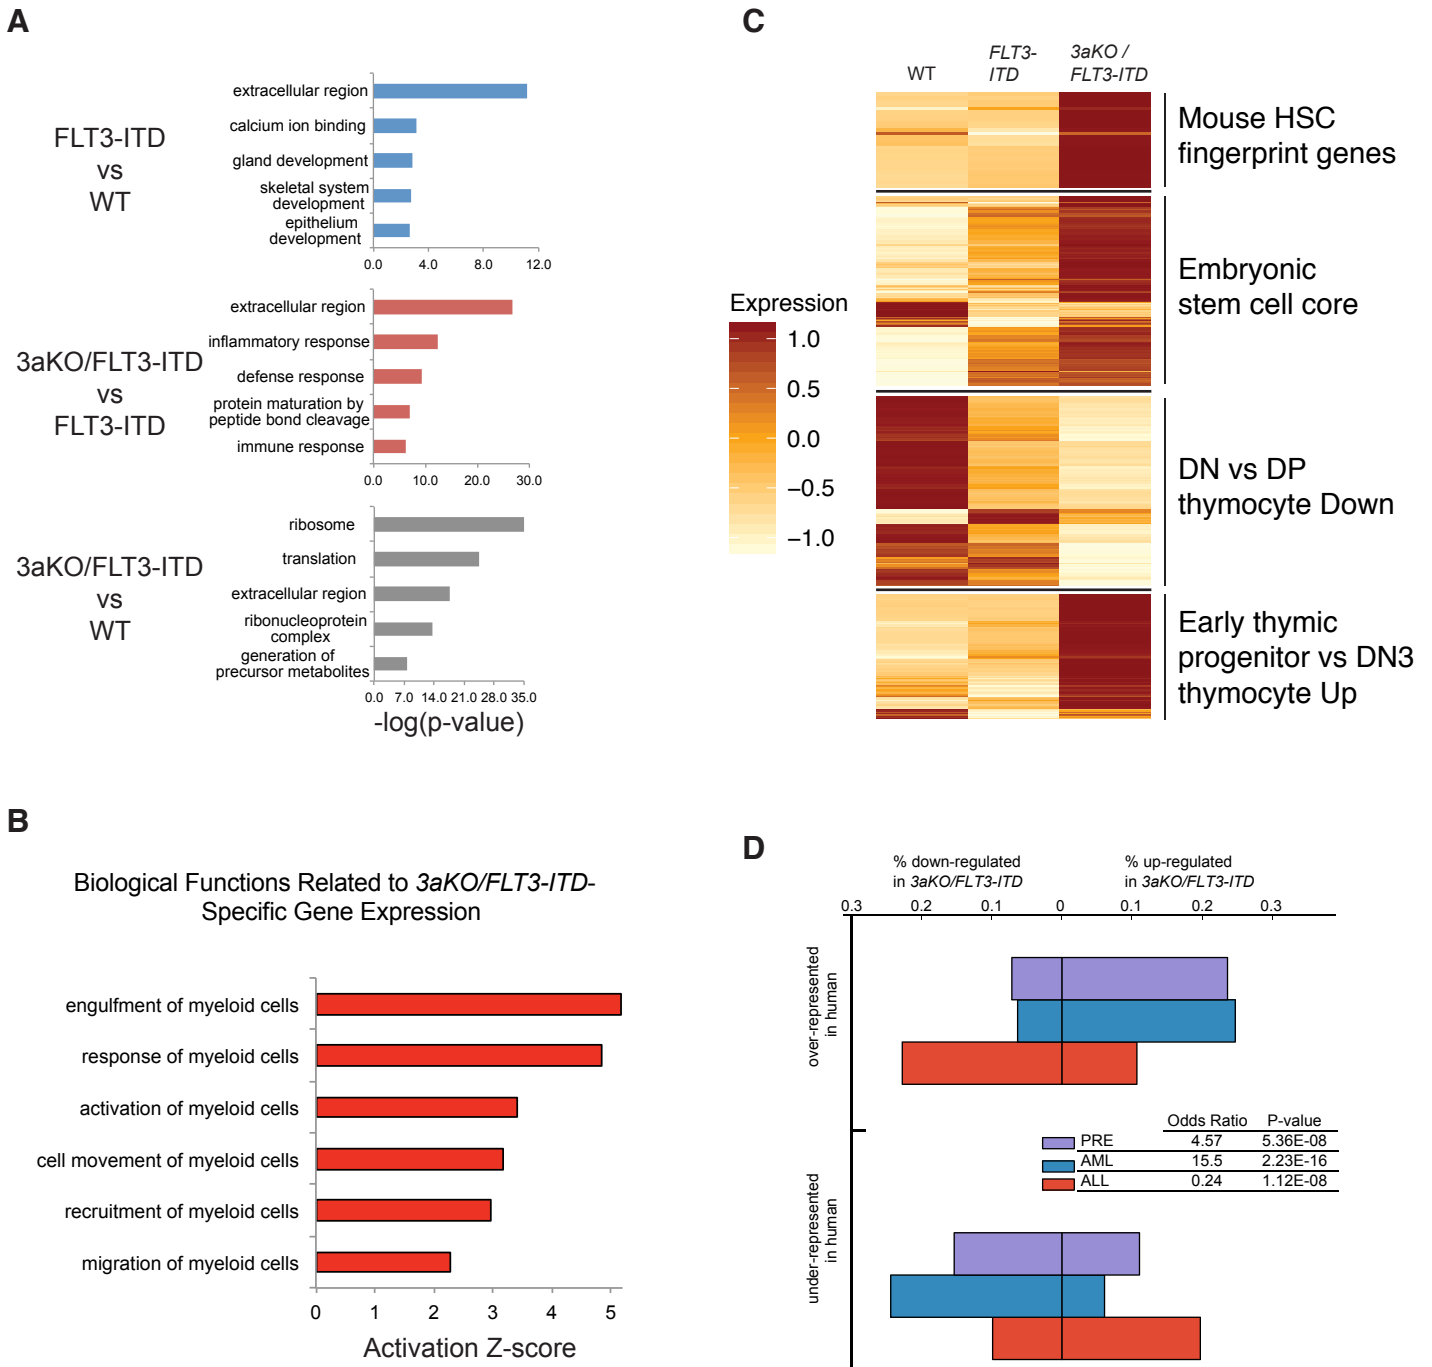 A
FLT3-ITD
vs
WT
extracellular region
calcium ion binding
gland development
skeletal system
development
epithelium
development
0.0 4.0 8.0 12.0
3aKO/FLT3-ITD
vs
FLT3-ITD
extracellular region
inflammatory response
defense response
protein maturation by
peptide bond cleavage
immune response
0.0 10.0 20.0 30.0
3aKO/FLT3-ITD
vs
WT
ribosome
translation
extracellular region
ribonucleoprotein
complex
generation of
precursor metabolites
0.0 7.0 14.0 21.0 28.0 35.0
-log(p-value)
B
Biological Functions Related to 3aKO/FLT3-ITD-
Specific Gene Expression
engulfment of myeloid cells
response of myeloid cells
activation of myeloid cells
cell movement of myeloid cells
recruitment of myeloid cells
migration of myeloid cells
0 1 2 3 4 5
Activation Z-score
C
WT
FLT3-
ITD
3aKO /
FLT3-ITD
Expression
1.0
0.5
0.0
−0.5
−1.0
Mouse HSC
fingerprint genes
Embryonic
stem cell core
DN vs DP
thymocyte Down
Early thymic
progenitor vs DN3
thymocyte Up
D
% down-regulated
in 3aKO/FLT3-ITD
% up-regulated
in 3aKO/FLT3-ITD
0.3 0.2 0.1 0 0.1 0.2 0.3
over-represented
in human
Odds Ratio P-value
PRE 4.57 5.36E-08
AML 15.5 2.23E-16
ALL 0.24 1.12E-08
under-represented
in human